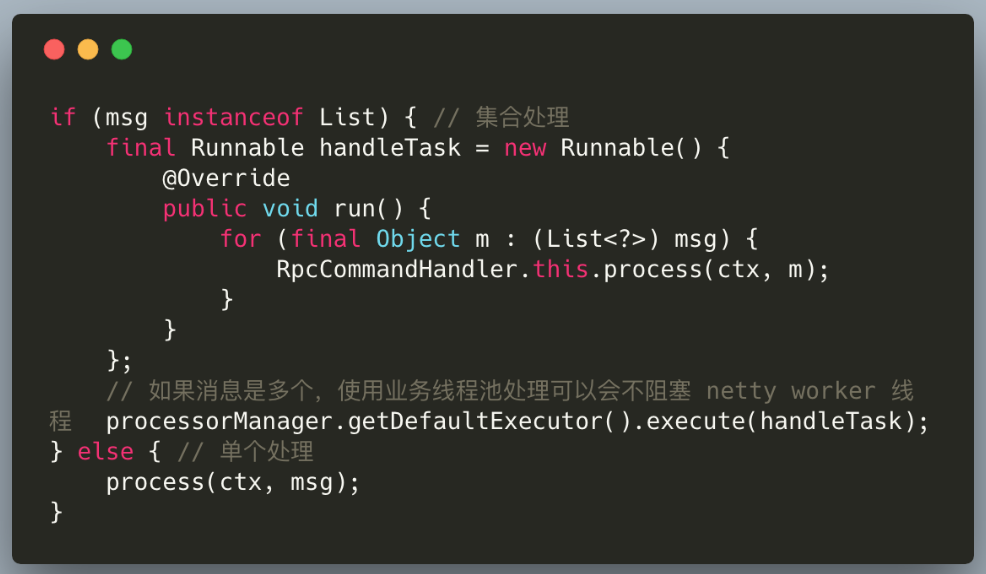 if (msg instanceof List) { // 集合处理
    final Runnable handleTask = new Runnable() {
        @Override
        public void run() {
            for (final Object m : (List<?>) msg) {
                RpcCommandHandler.this.process(ctx, m);
            }
        }
    };
    // 如果消息是多个，使用业务线程池处理可以会不阻塞 netty worker 线
程  processorManager.getDefaultExecutor().execute(handleTask);
} else { // 单个处理
    process(ctx, msg);
}